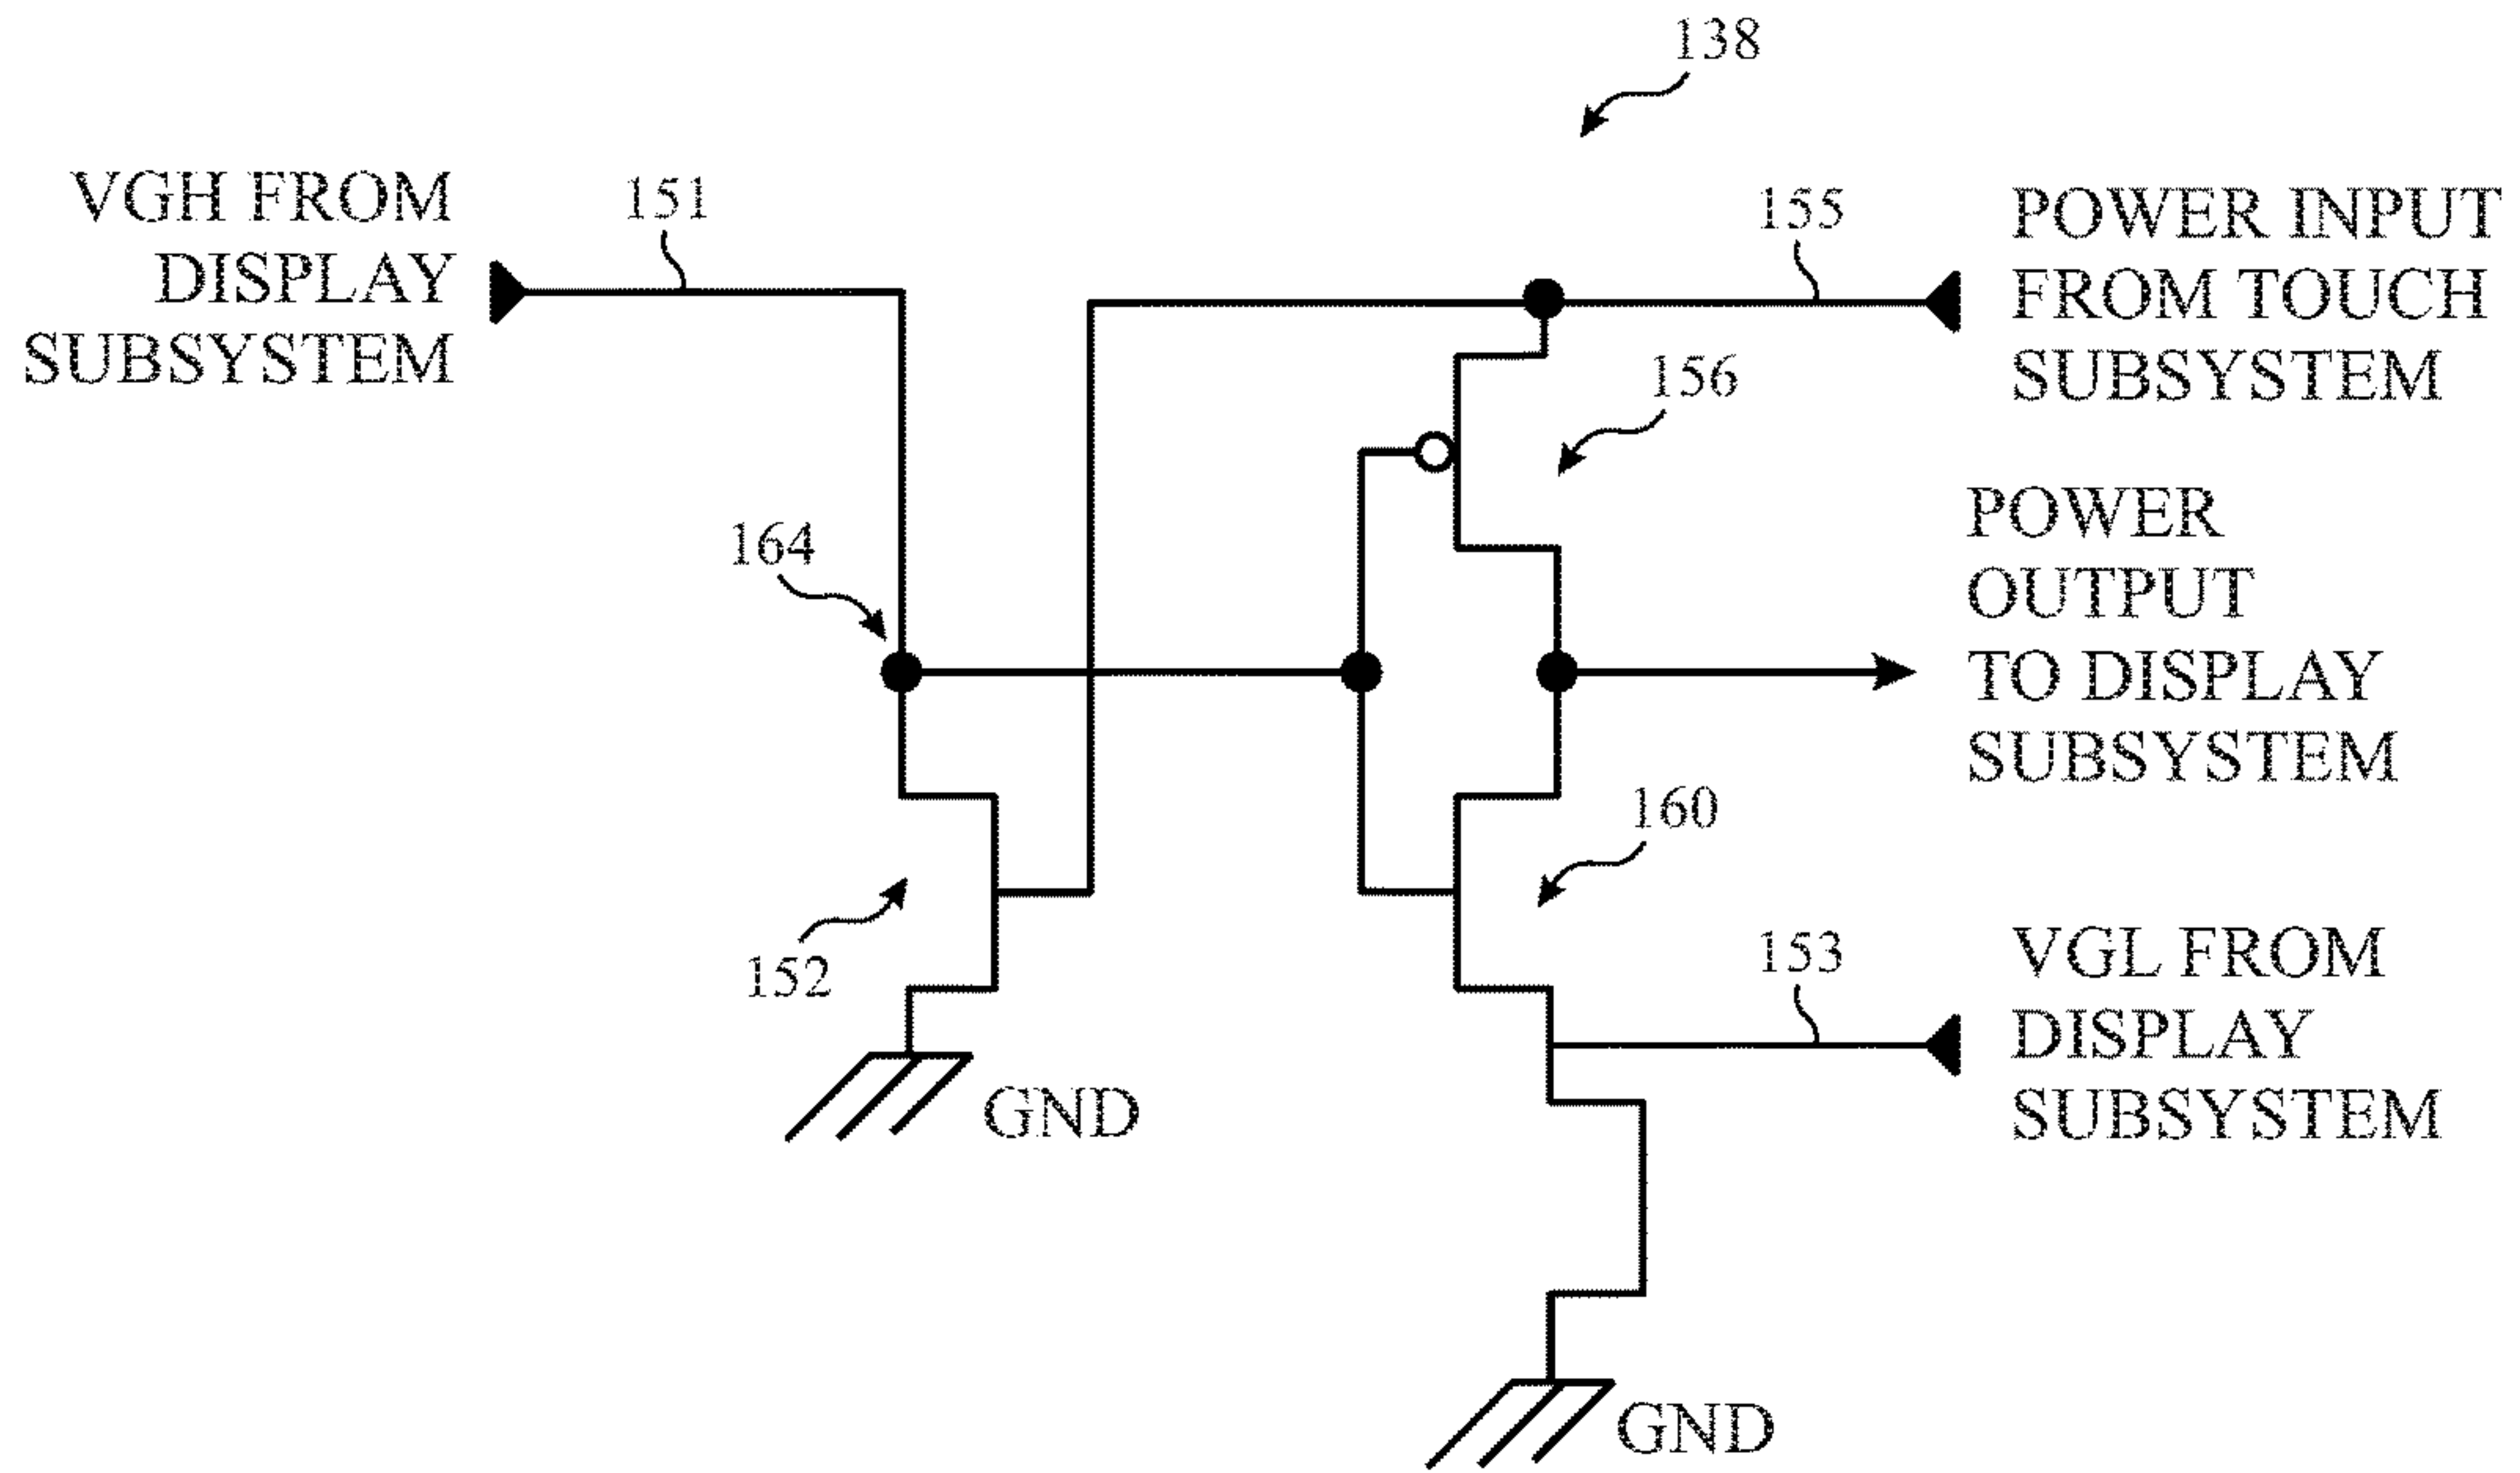 138
VGH FROM
DISPLAY
SUBSYSTEM
151
155
POWER INPUT
FROM TOUCH
SUBSYSTEM
156
164
POWER
OUTPUT
TO DISPLAY
SUBSYSTEM
160
152
153
VGL FROM
DISPLAY
SUBSYSTEM
GND
GND